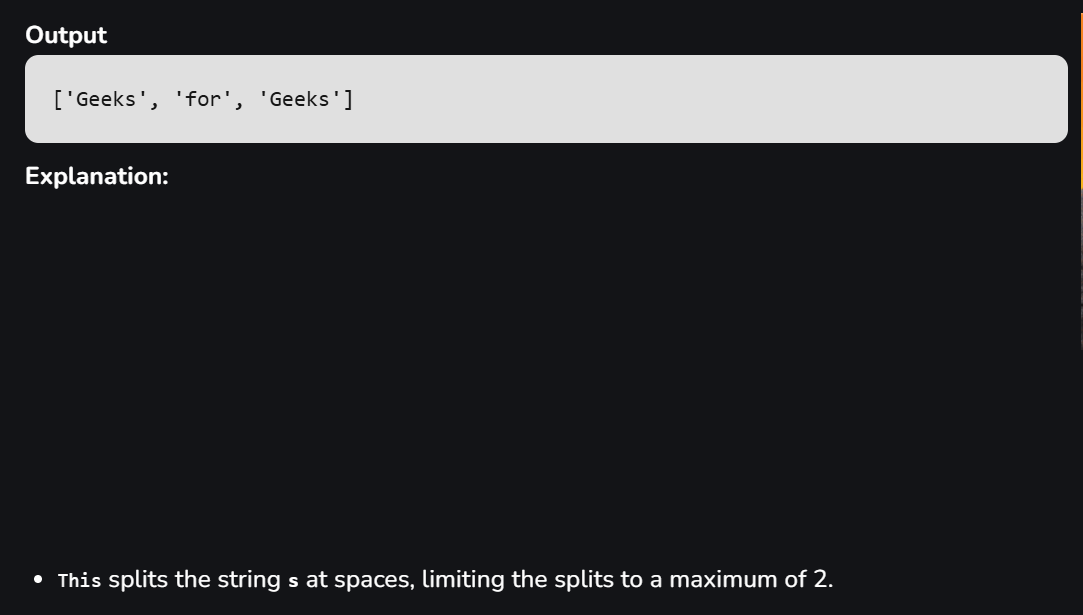 Output
['Geeks', 'for', 'Geeks']
Explanation:
This splits the string s at spaces, limiting the splits to a maximum of 2.